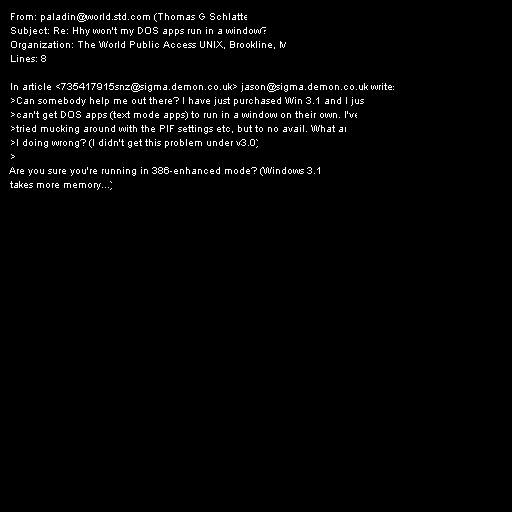 From: paladin@world.std.com (Thomas G Schlatte
Subject: Re: Hhy won't my DOS apps run in a window?
Organization: The World Public Access UNIX, Brookline, M
Lines: 8

In article <735417915snz@sigma.demon.co.uk> jason@sigma.demon.co.uk write:
>Can somebody help me out there? I have just purchased Win 3.1 and I jus
>can't get DOS apps (text mode apps) to run in a window on their own. I've
>tried mucking around with the PIF settings etc, but to no avail. What a
>I doing wrong? (I didn't get this problem under v3.0)
>
Are you sure you're running in 386-enhanced mode? (Windows 3.1
takes more memory...)